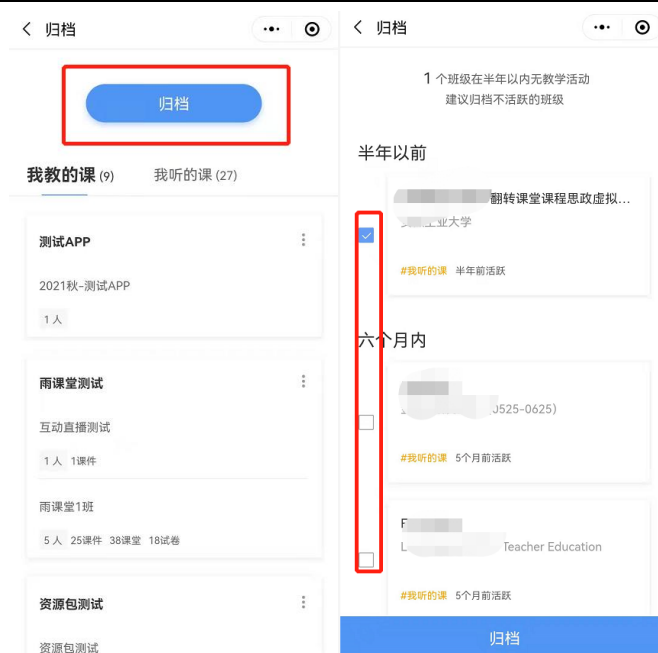 归档
归档
我教的课 (9)
我听的课 (27)
测试APP
2021秋-测试APP
1人
雨课堂测试
互动直播测试
1人 1课件
雨课堂1班
5人 25课件 38课堂 18试卷
资源包测试
资源包测试
归档
1 个班级在半年以内无教学活动
建议归档不活跃的班级
半年以前
翻转课堂课程思政虚拟...
工业大学
#我听的课 半年前活跃
六个月内
0525-0625)
#我听的课 5个月前活跃
Teacher Education
#我听的课 5个月前活跃
归档